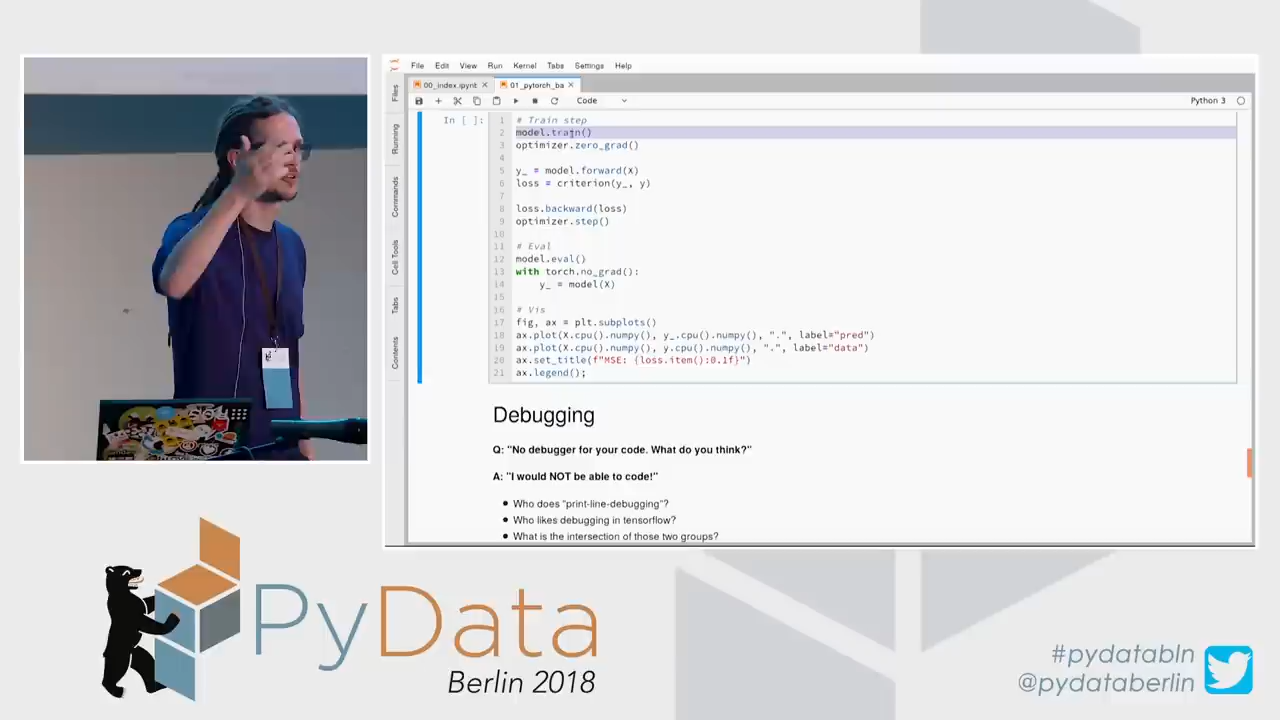 File Edit View Run Kernel Tabs Settings Help
00_index.ipynt
01_pytorch_ba
Code
Python 3
Files
Running
Commands
Cell Tools
Tabs
Contents
In [ ]:
1 # Train step
2 model.train()
3 optimizer.zero_grad()
4
5 y_ = model.forward(X)
6 loss = criterion(y_, y)
7
8 loss.backward(loss)
9 optimizer.step()
10
11 # Eval
12 model.eval()
13 with torch.no_grad():
14 y_ = model(X)
15
16 # Vis
17 fig, ax = plt.subplots()
18 ax.plot(X.cpu().numpy(), y_.cpu().numpy(), ".", label="pred")
19 ax.plot(X.cpu().numpy(), y.cpu().numpy(), ".", label="data")
20 ax.set_title(f"MSE: {loss.item():0.1f}")
21 ax.legend();
Debugging
Q: "No debugger for your code. What do you think?"
A: "I would NOT be able to code!"
• Who does "print-line-debugging"?
• Who likes debugging in tensorflow?
• What is the intersection of those two groups?
PyData
Berlin 2018
#pydatabln
@pydataberlin